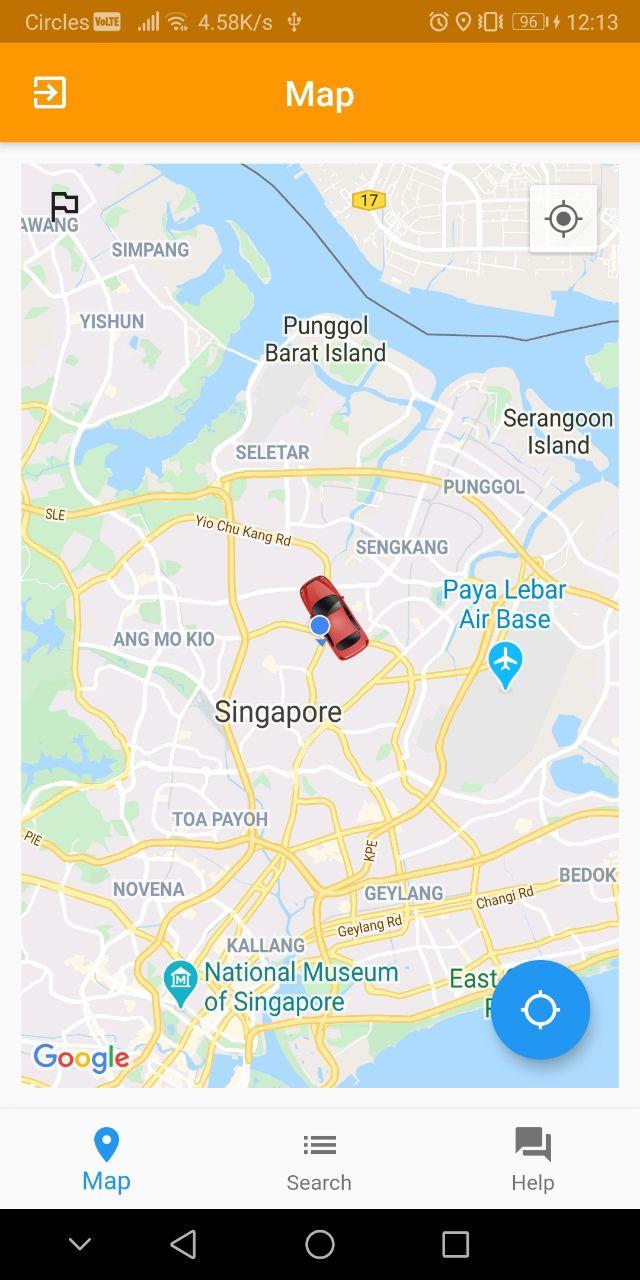 Circles VoLTE 4.58K/s 96 12:13
Map
17
AWANG
SIMPANG
YISHUN
Punggol
Barat Island
Serangoon
Island
SELETAR
PUNGGOL
SLE
Yio Chu Kang Rd
SENGKANG
Paya Lebar
Air Base
ANG MO KIO
Singapore
TOA PAYOH
PIE
KPE
BEDOK
NOVENA
GEYLANG
Changi Rd
Geylang Rd
KALLANG
National Museum
of Singapore
East
Google
Map
Search
Help